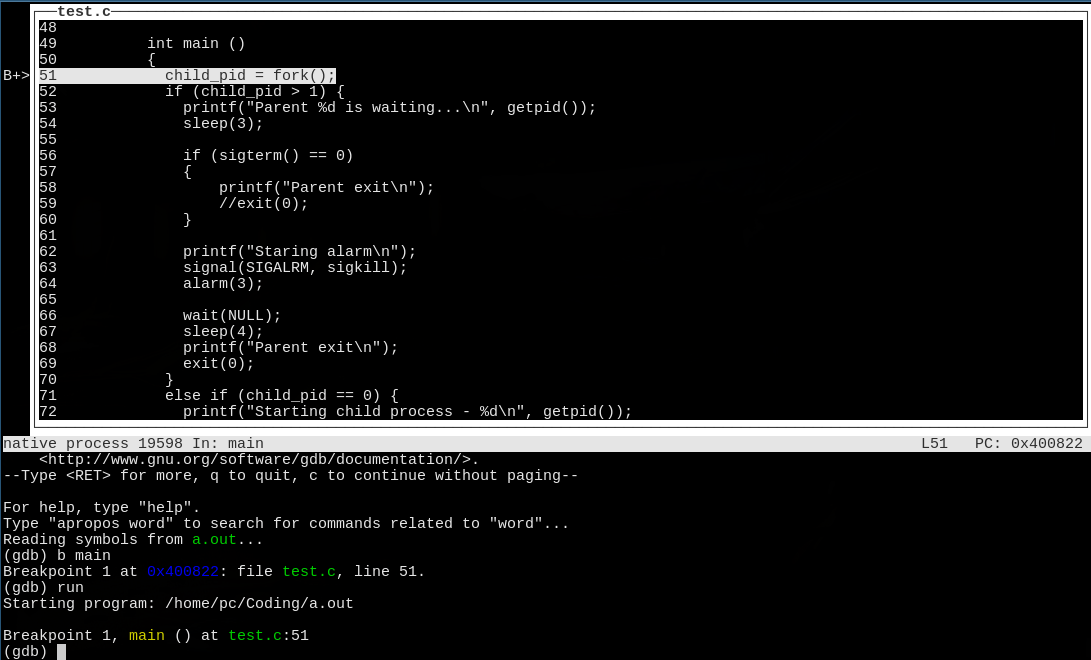 test.c
48
49          int main ()
50          {
B+> 51            child_pid = fork();
52            if (child_pid > 1) {
53              printf("Parent %d is waiting...\n", getpid());
54              sleep(3);
55
56              if (sigterm() == 0)
57              {
58                  printf("Parent exit\n");
59                  //exit(0);
60              }
61
62              printf("Staring alarm\n");
63              signal(SIGALRM, sigkill);
64              alarm(3);
65
66              wait(NULL);
67              sleep(4);
68              printf("Parent exit\n");
69              exit(0);
70            }
71            else if (child_pid == 0) {
72              printf("Starting child process - %d\n", getpid());
native process 19598 In: main                    L51   PC: 0x400822
    <http://www.gnu.org/software/gdb/documentation/>.
--Type <RET> for more, q to quit, c to continue without paging--
For help, type "help".
Type "apropos word" to search for commands related to "word"...
Reading symbols from a.out...
(gdb) b main
Breakpoint 1 at 0x400822: file test.c, line 51.
(gdb) run
Starting program: /home/pc/Coding/a.out
Breakpoint 1, main () at test.c:51
(gdb)